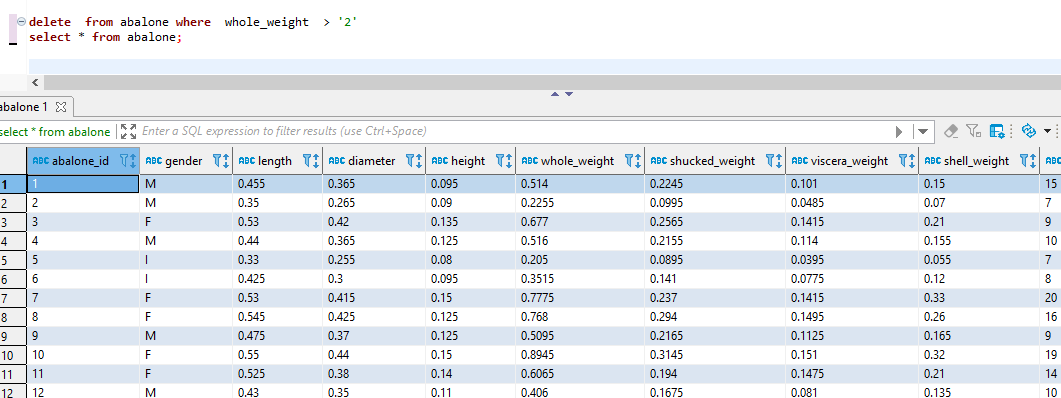 delete  from abalone where  whole_weight  > '2'
select * from abalone;
abalone 1
select * from abalone Enter a SQL expression to filter results (use Ctrl+Space)
ABC abalone_id ABC gender ABC length ABC diameter ABC height ABC whole_weight ABC shucked_weight ABC viscera_weight ABC shell_weight ABC
1 1 M 0.455 0.365 0.095 0.514 0.2245 0.101 0.15 15
2 2 M 0.35 0.265 0.09 0.2255 0.0995 0.0485 0.07 7
3 3 F 0.53 0.42 0.135 0.677 0.2565 0.1415 0.21 9
4 4 M 0.44 0.365 0.125 0.516 0.2155 0.114 0.155 10
5 5 I 0.33 0.255 0.08 0.205 0.0895 0.0395 0.055 7
6 6 I 0.425 0.3 0.095 0.3515 0.141 0.0775 0.12 8
7 7 F 0.53 0.415 0.15 0.7775 0.237 0.1415 0.33 20
8 8 F 0.545 0.425 0.125 0.768 0.294 0.1495 0.26 16
9 9 M 0.475 0.37 0.125 0.5095 0.2165 0.1125 0.165 9
10 10 F 0.55 0.44 0.15 0.8945 0.3145 0.151 0.32 19
11 11 F 0.525 0.38 0.14 0.6065 0.194 0.1475 0.21 14
12 12 M 0.43 0.35 0.11 0.406 0.1675 0.081 0.135 10